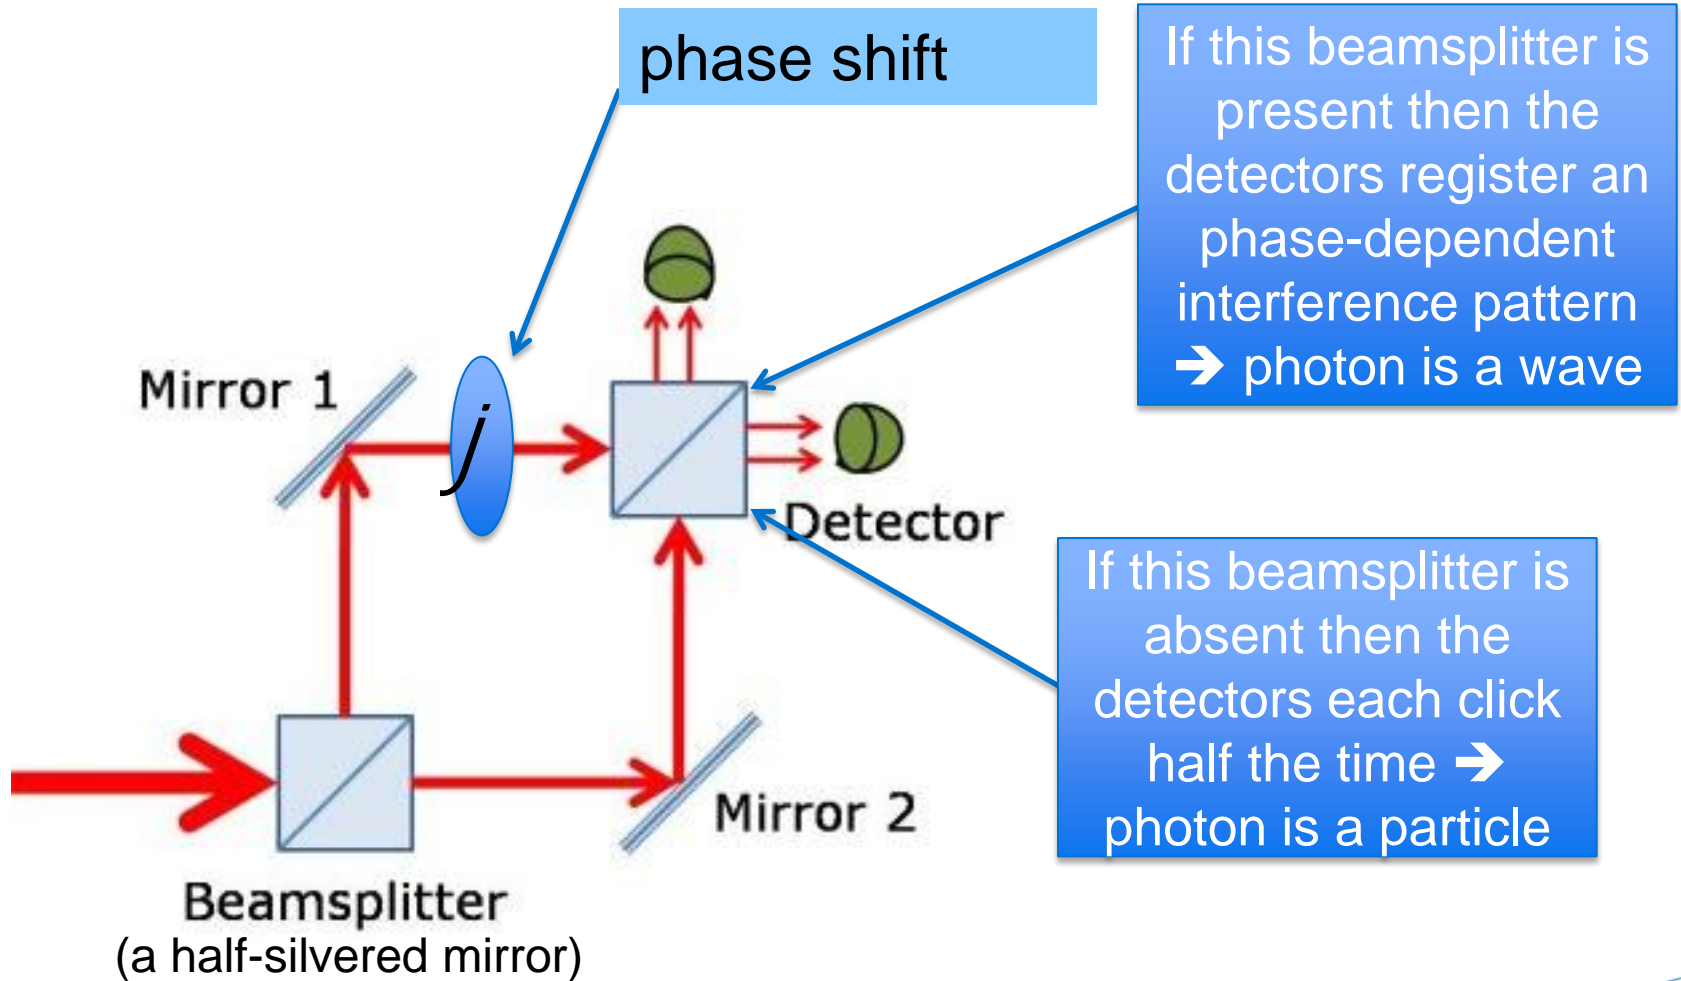 phase shift
If this beamsplitter is
present then the
detectors register an
phase-dependent
interference pattern
➔ photon is a wave
Mirror 1
j
Detector
If this beamsplitter is
absent then the
detectors each click
half the time ➔
photon is a particle
Mirror 2
Beamsplitter
(a half-silvered mirror)